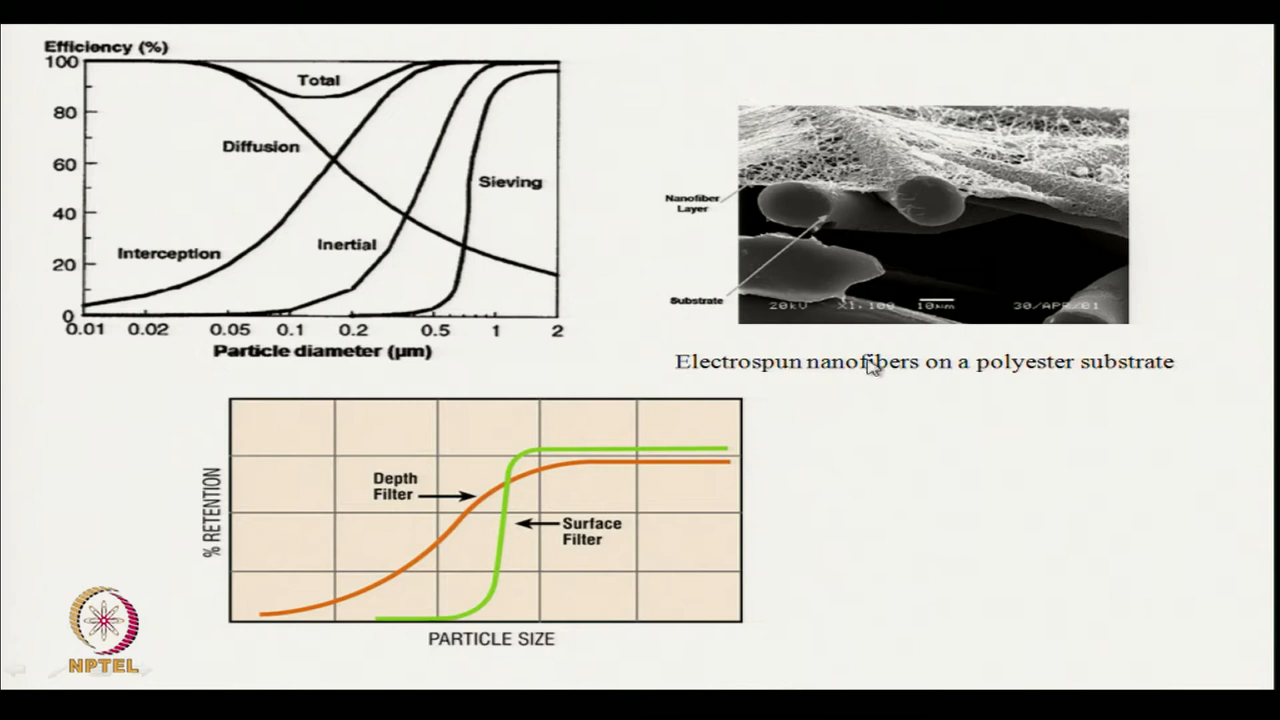 Efficiency (%)
100
80
60
40
20
0
Total
Diffusion
Sieving
Interception
Inertial
0.01 0.02 0.05 0.1 0.2 0.5 1 2
Particle diameter (µm)
Nanofiber
Layer
Substrate
20kV X1,100 10µm 30/APR/01
Electrospun nanofibers on a polyester substrate
% RETENTION
Depth
Filter
Surface
Filter
PARTICLE SIZE
NPTEL